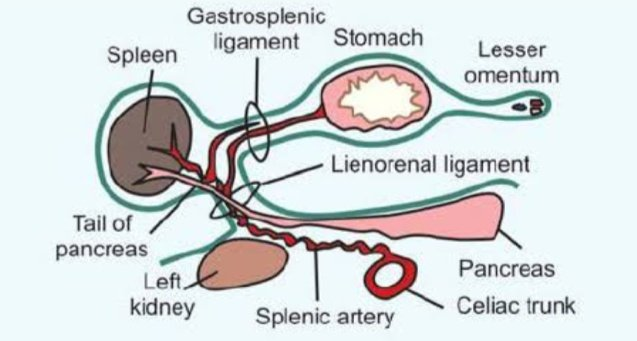 Gastrosplenic
ligament
Stomach
Spleen
Lesser
omentum
Lienorenal ligament
Tail of
pancreas
Left
kidney
Splenic artery
Pancreas
Celiac trunk